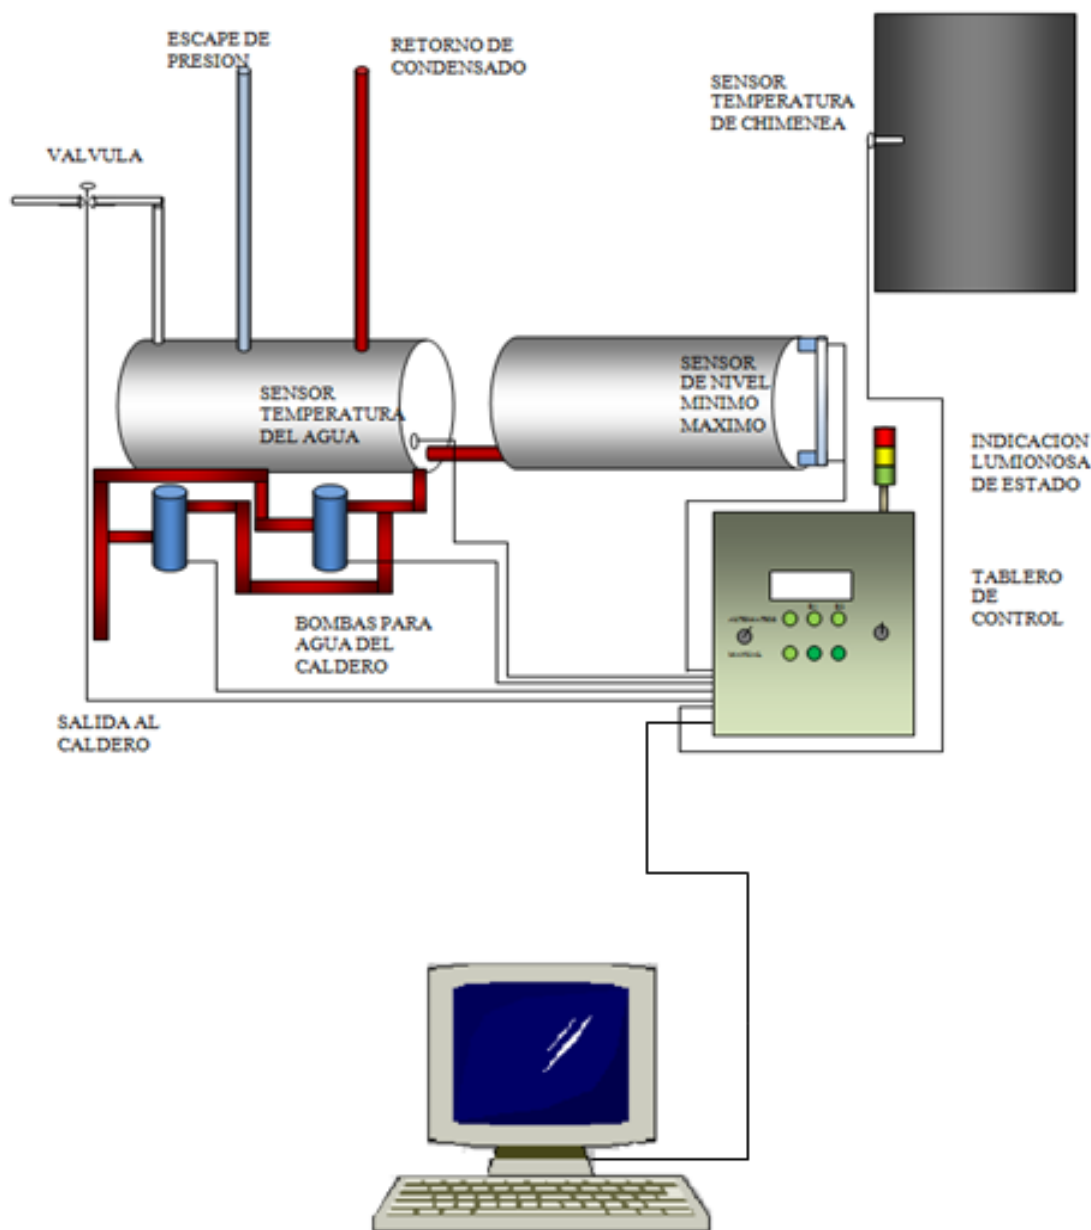 ESCAPE DE
PRESION
RETORNO DE
CONDENSADO
SENSOR
TEMPERATURA
DE CHIMENEA
VALVULA
SENSOR
TEMPERATURA
DEL AGUA
SENSOR
DE NIVEL
MINIMO
MAXIMO
INDICACION
LUMIONOSA
DE ESTADO
TABLERO
DE
CONTROL
BOMBAS PARA
AGUA DEL
CALDERO
SALIDA AL
CALDERO